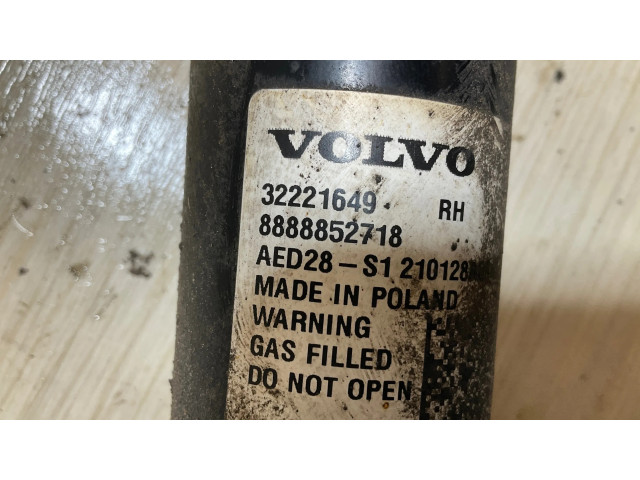 VOLVO
32221649 RH
8888852718
AED28-S1 210128
MADE IN POLAND
WARNING
GAS FILLED
DO NOT OPEN